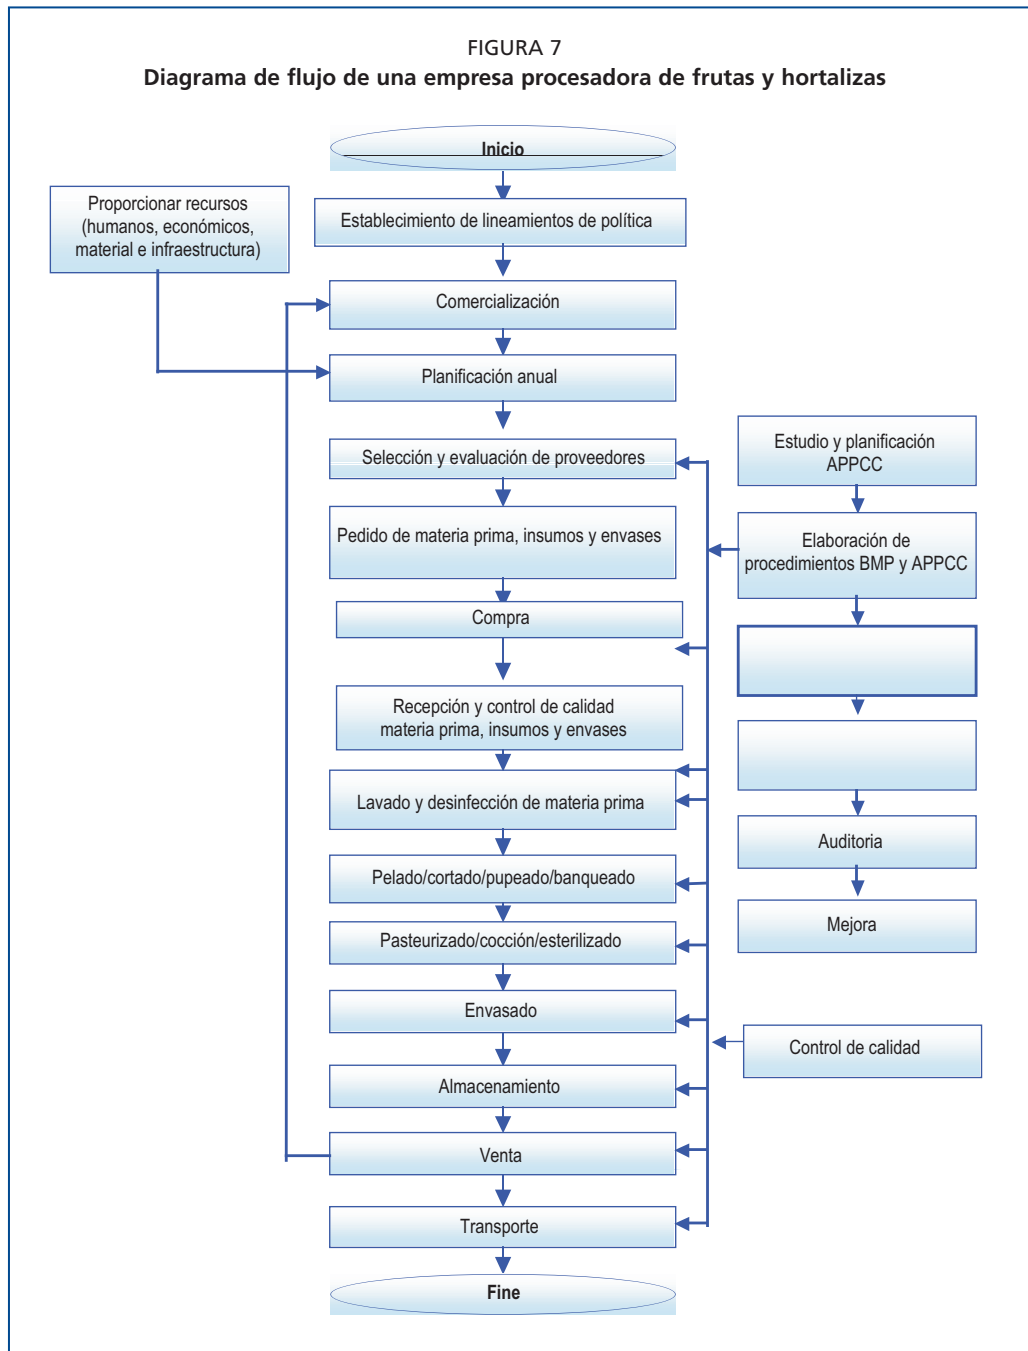 FIGURA 7
Diagrama de flujo de una empresa procesadora de frutas y hortalizas
Inicio
Proporcionar recursos
(humanos, económicos,
material e infraestructura)
Establecimiento de lineamientos de política
Comercialización
Planificación anual
Selección y evaluación de proveedores
Pedido de materia prima, insumos y envases
Compra
Recepción y control de calidad
materia prima, insumos y envases
Lavado y desinfección de materia prima
Pelado/cortado/pupeado/banqueado
Pasteurizado/cocción/esterilizado
Envasado
Almacenamiento
Venta
Transporte
Fine
Estudio y planificación
APPCC
Elaboración de
procedimientos BMP y APPCC
Auditoria
Mejora
Control de calidad